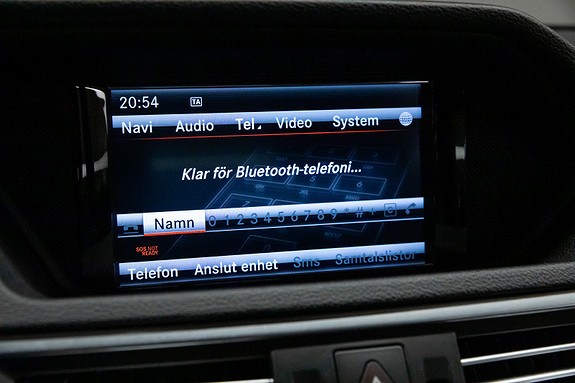 20:54 TA
Navi Audio Tel Video System
Klar för Bluetooth-telefoni...
Namn 0 1 2 3 4 5 6 7 8 9 * # +
SOS NOT
READY
Telefon Anslut enhet Sms Samtalslistor